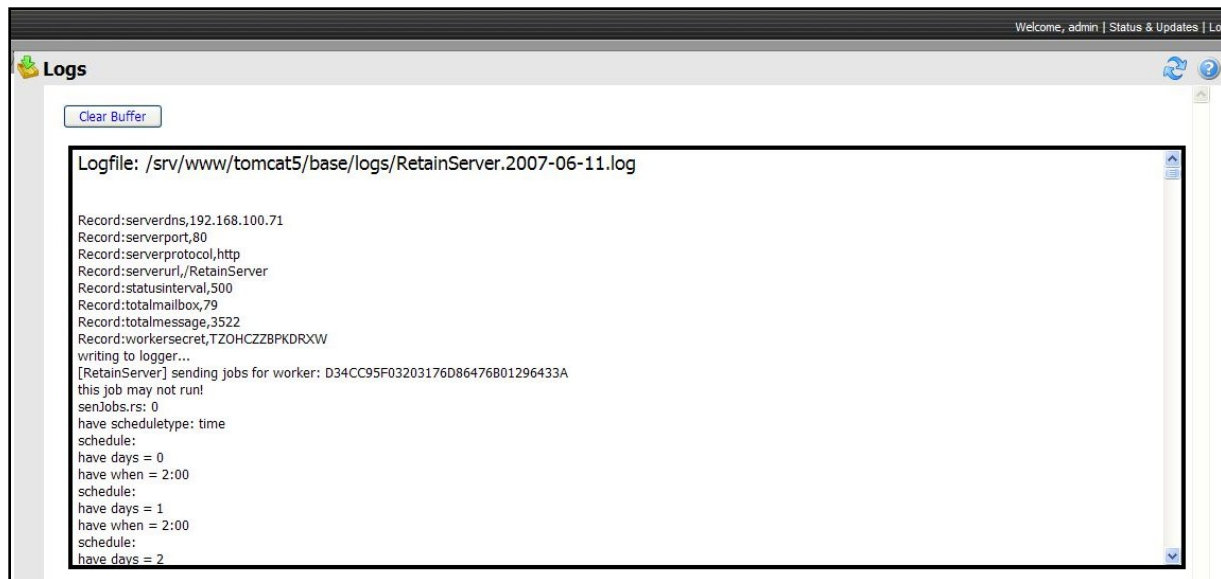 Welcome, admin | Status & Updates | Lo
Logs
Clear Buffer
Logfile: /srv/www/tomcat5/base/logs/RetainServer.2007-06-11.log
Record:serverdns,192.168.100.71
Record:serverport,80
Record:serverprotocol,http
Record:serverurl,/RetainServer
Record:statusinterval,500
Record:totalmailbox,79
Record:totalmessage,3522
Record:workersecret,TZOHCZZBPKDRXW
writing to logger...
[RetainServer] sending jobs for worker: D34CC95F03203176D86476B01296433A
this job may not run!
senJobs.rs: 0
have scheduletype: time
schedule:
have days = 0
have when = 2:00
schedule:
have days = 1
have when = 2:00
schedule:
have days = 2